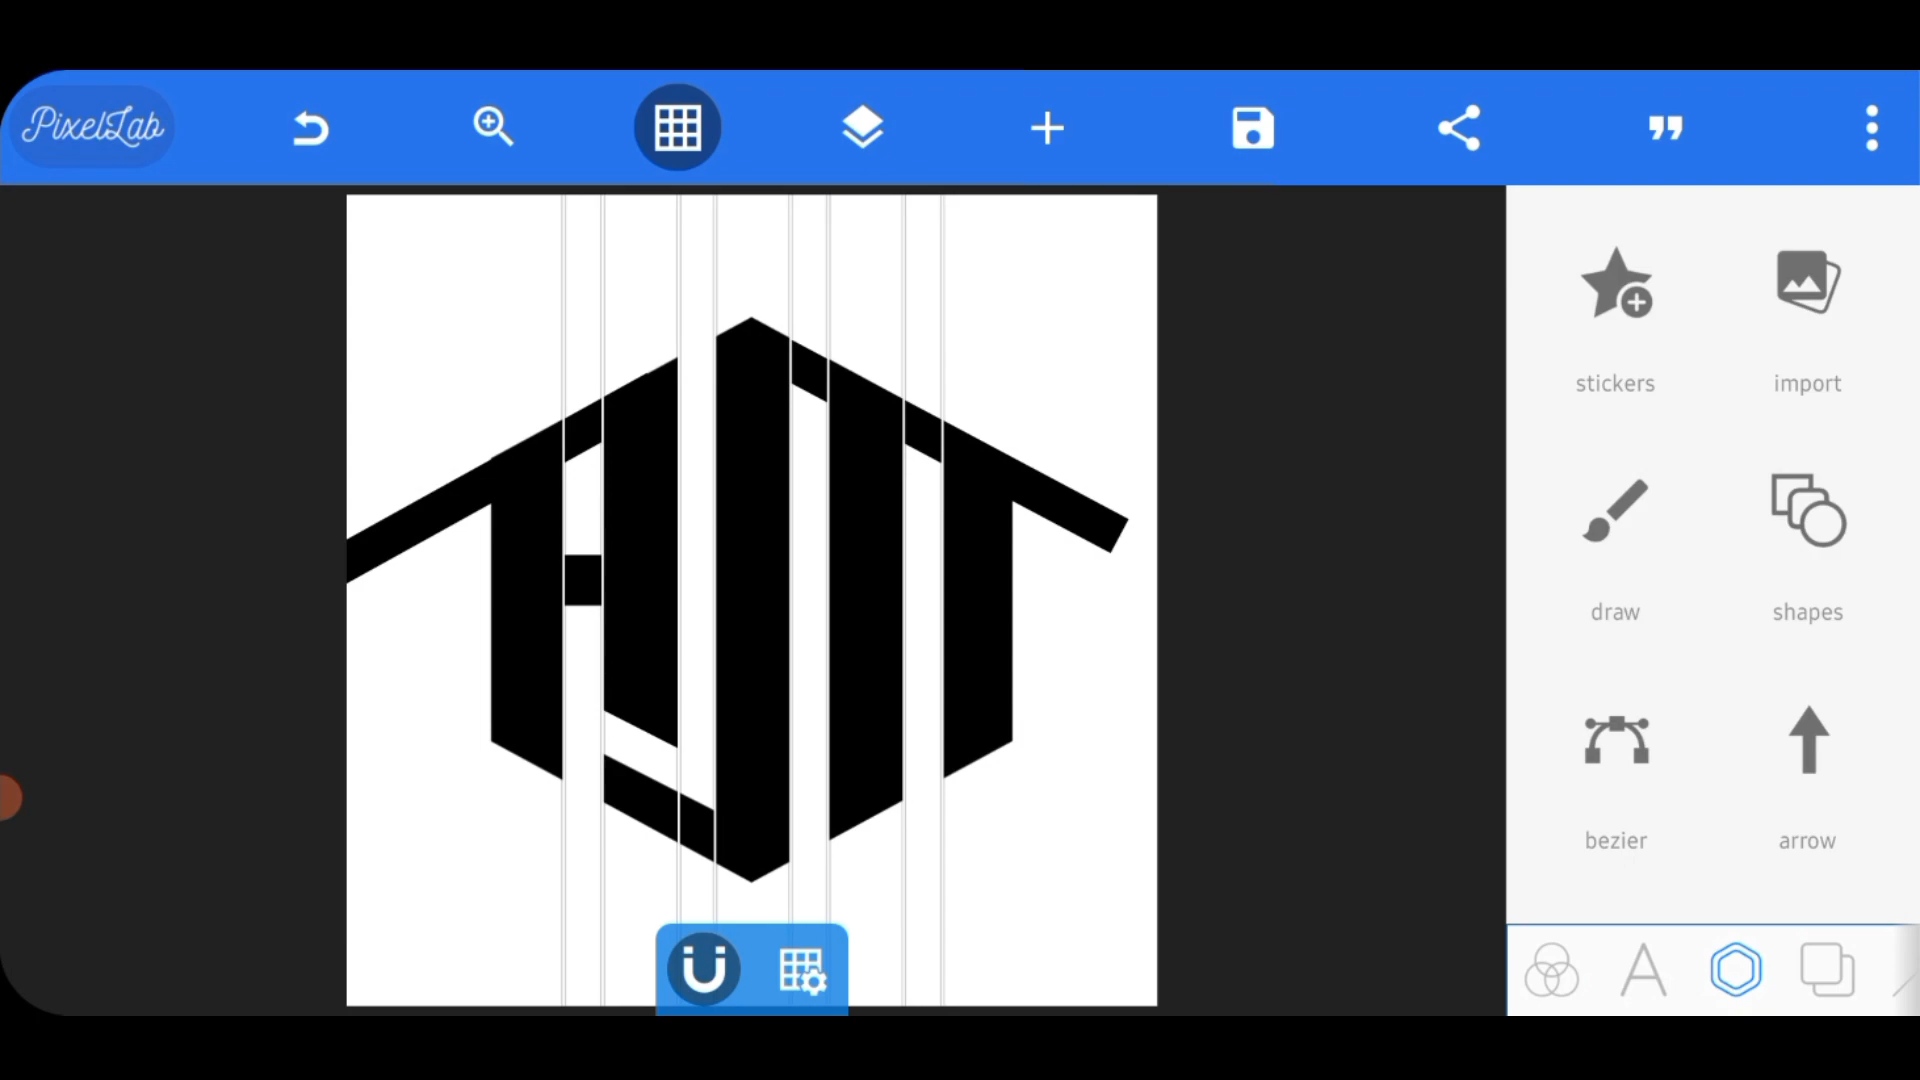 PixelLab
stickers
import
draw
shapes
bezier
arrow